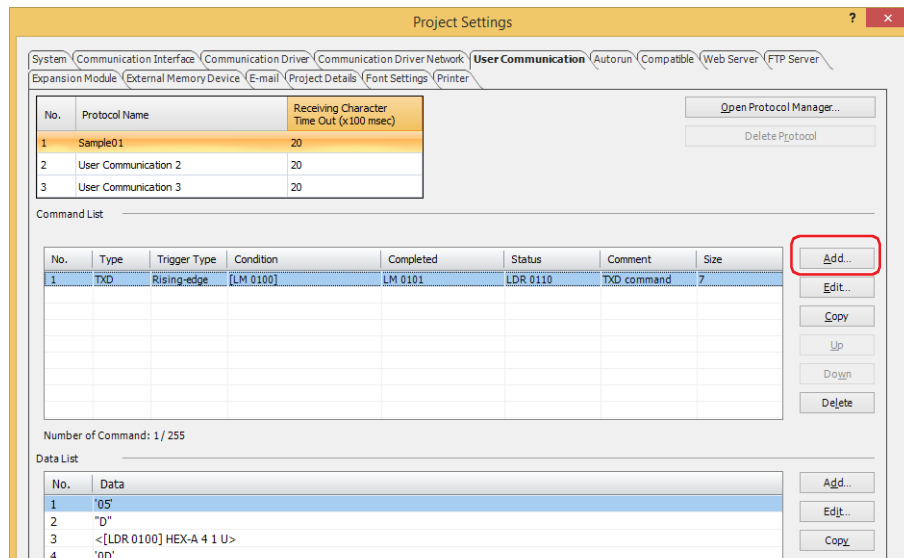 Project Settings
? ×
System Communication Interface Communication Driver Communication Driver Network User Communication Autorun Compatible Web Server FTP Server
Expansion Module External Memory Device E-mail Project Details Font Settings Printer
No. Protocol Name Receiving Character Time Out (x100 msec)
1 Sample01 20
2 User Communication 2 20
3 User Communication 3 20
Open Protocol Manager...
Delete Protocol
Command List
No. Type Trigger Type Condition Completed Status Comment Size
1 TXD Rising-edge [LM 0100] LM 0101 LDR 0110 TXD command 7
Add...
Edit...
Copy
Up
Down
Delete
Number of Command: 1 / 255
Data List
No. Data
1 '05'
2 "D"
3 <[LDR 0100] HEX-A 4 1 U>
4 '0D'
Add...
Edit...
Copy